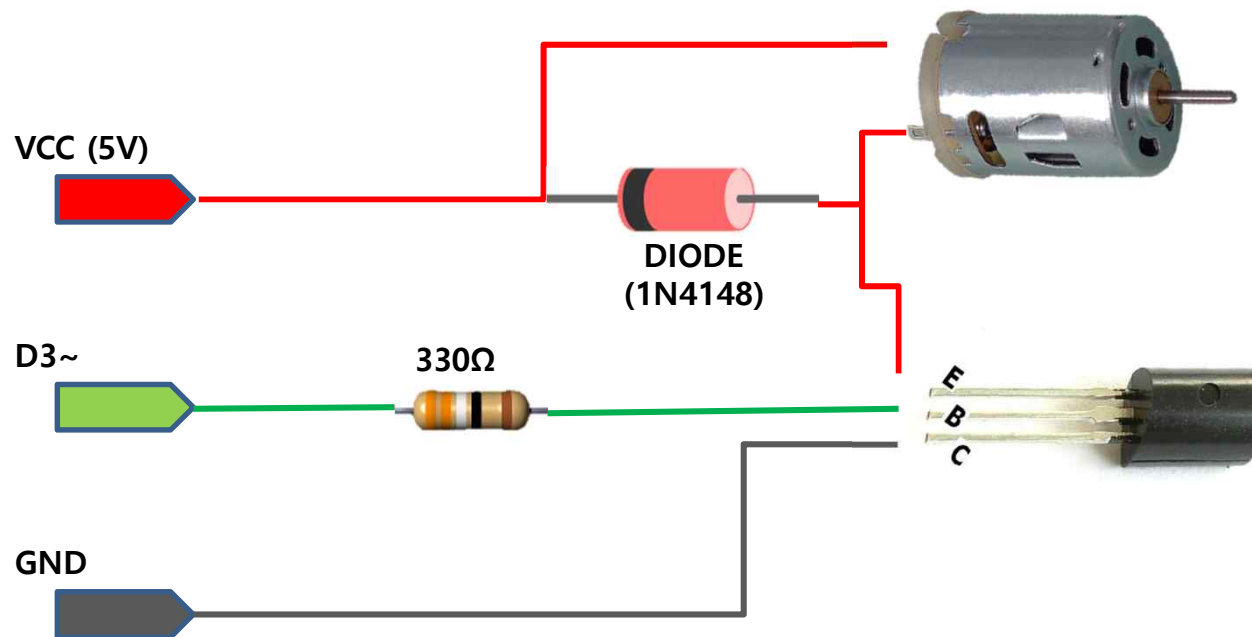 VCC (5V)
DIODE
(1N4148)
D3~
330Ω
E
B
C
GND